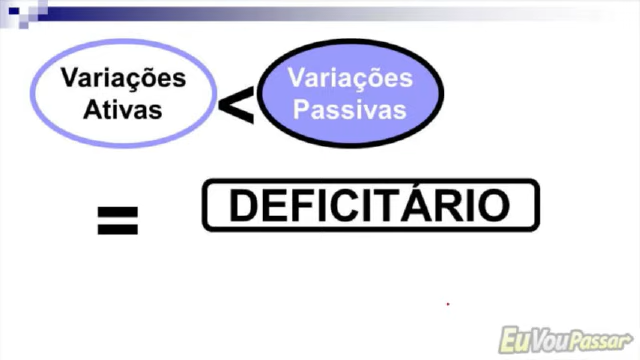 Variações
Ativas
<
Variações
Passivas
=
DEFICITÁRIO
EuVouPassar